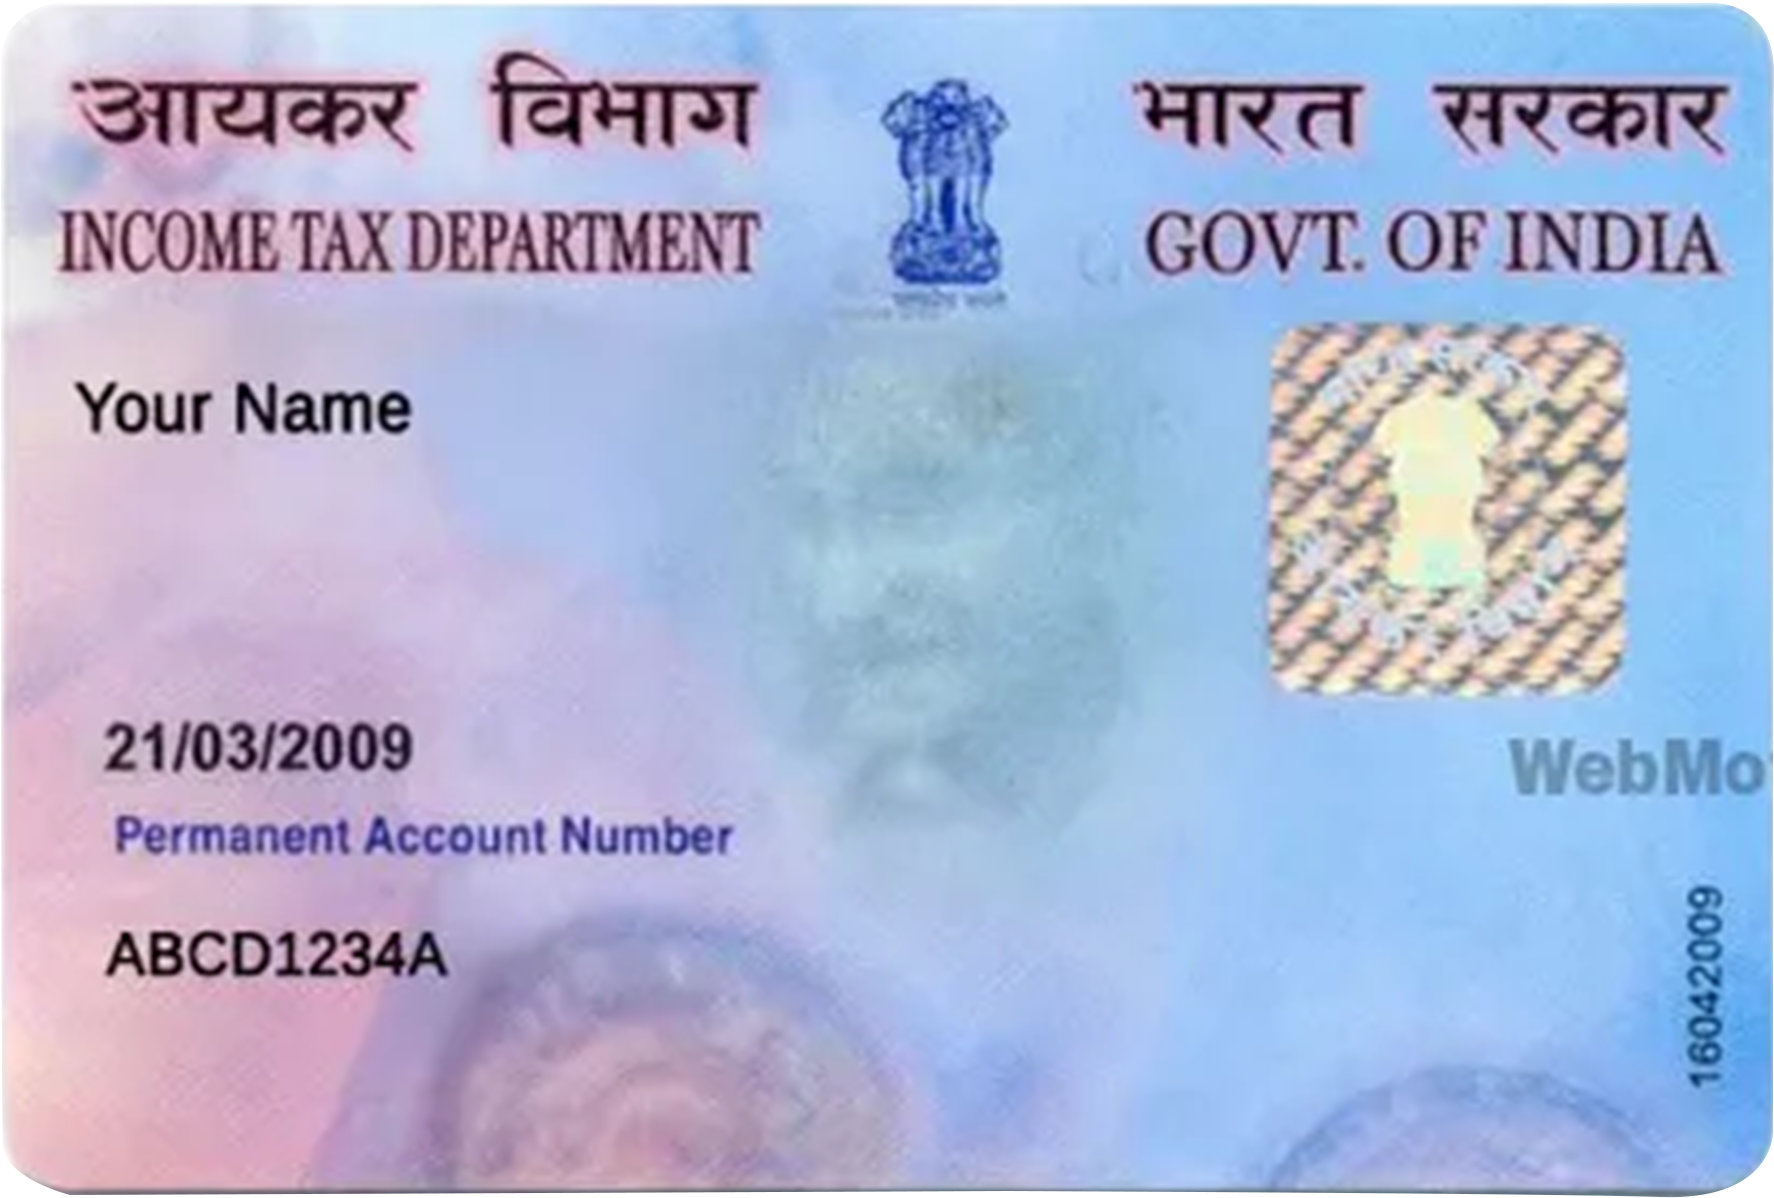 आयकर विभाग
INCOME TAX DEPARTMENT
भारत सरकार
GOVT. OF INDIA
Your Name
21/03/2009
Permanent Account Number
ABCD1234A
WebMo
16042009